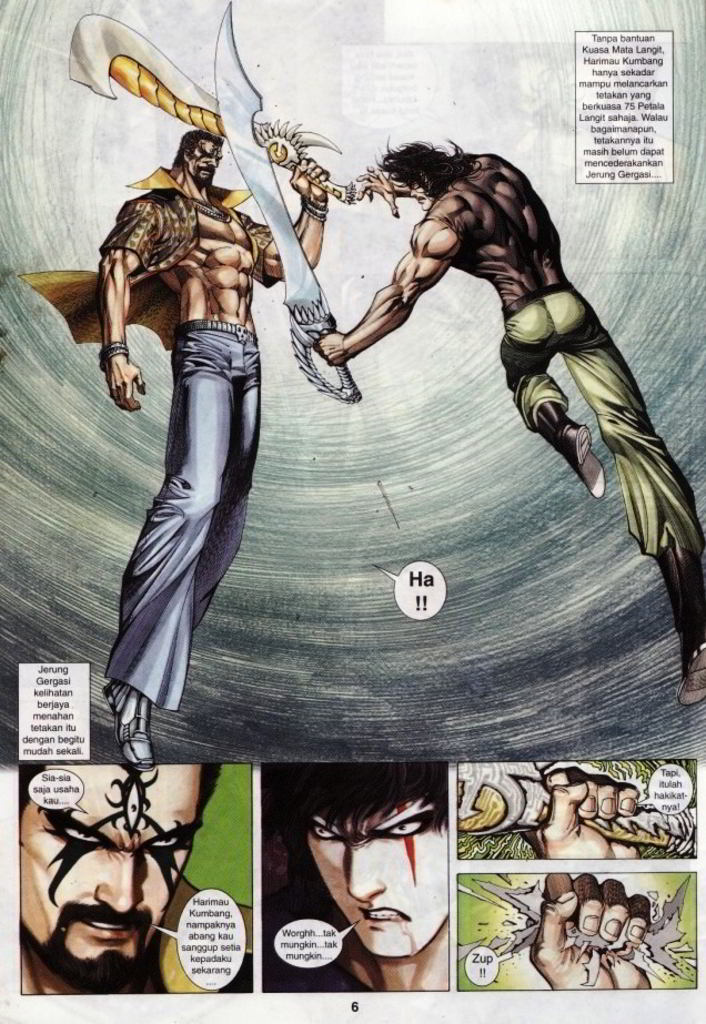 Tanpa bantuan
Kuasa Mata Langit,
Harimau Kumbang
hanya sekadar
mampu melancarkan
tetakan yang
berkuasa 75 Petala
Langit sahaja. Walau
bagaimanapun,
tetakannya itu
masih belum dapat
mencederakankan
Jerung Gergasi....
Ha
!!
Jerung
Gergasi
kelihatan
berjaya
menahan
tetakan itu
dengan begitu
mudah sekali.
Sia-sia
saja usaha
kau....
Harimau
Kumbang,
nampaknya
abang kau
sanggup setia
kepadaku
sekarang
....
Worghh...tak
mungkin...tak
mungkin....
Tapi,
itulah
hakikat-
nya!
Zup
!!
6